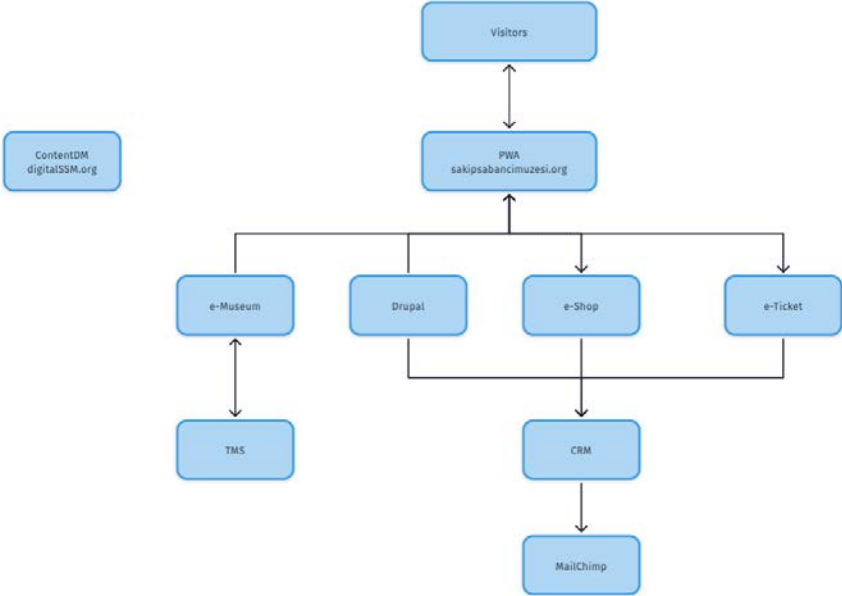 Visitors
ContentDM
digitalSSM.org
PWA
sakipsabancimuzesi.org
e-Museum
Drupal
e-Shop
e-Ticket
TMS
CRM
MailChimp